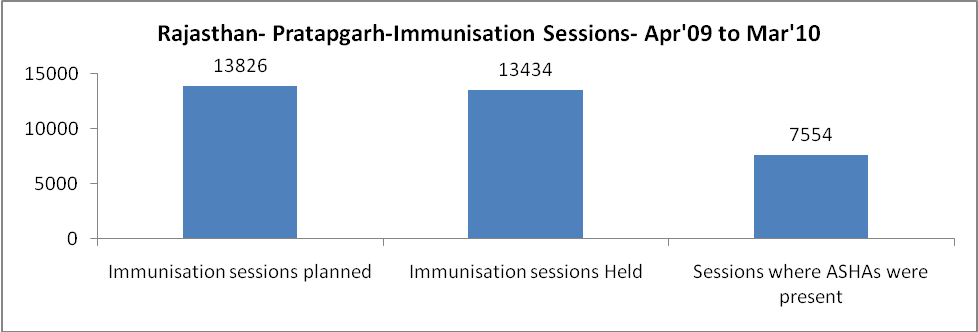 Rajasthan- Pratapgarh-Immunisation Sessions- Apr'09 to Mar'10
13826
13434
7554
15000
10000
5000
0
Immunisation sessions planned
Immunisation sessions Held
Sessions where ASHAs were
present